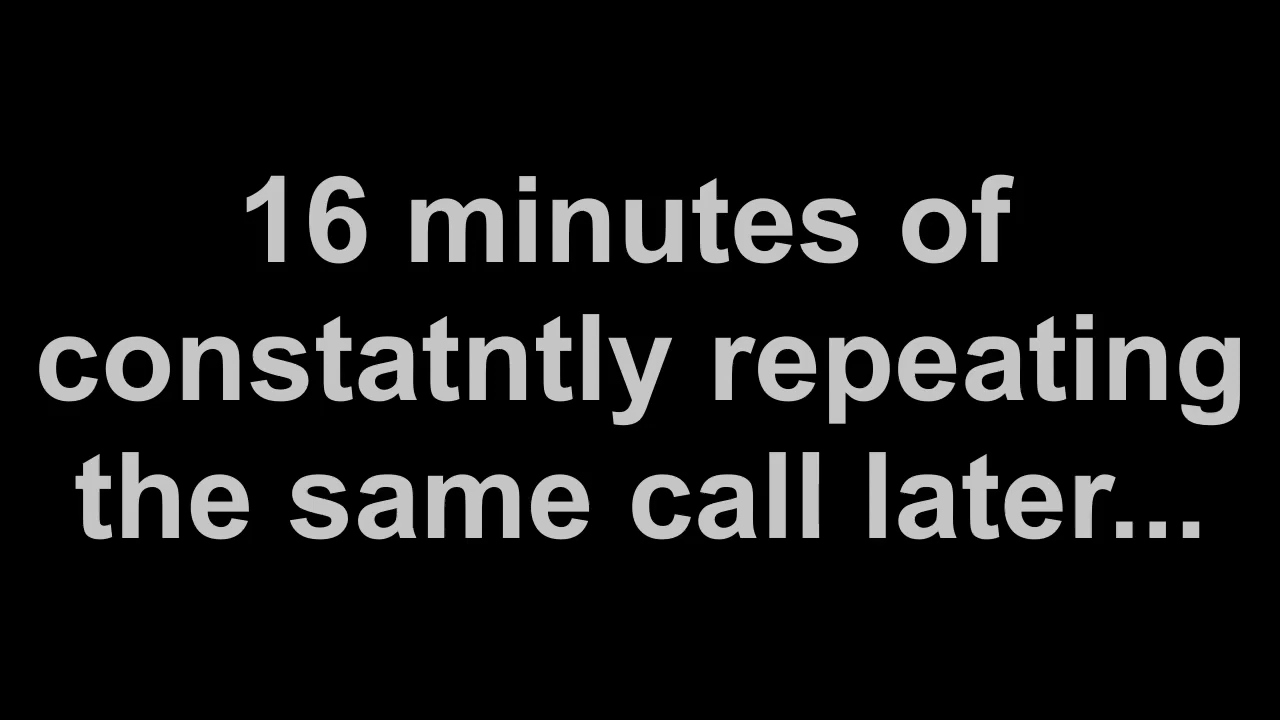 16 minutes of
constatntly repeating
the same call later...